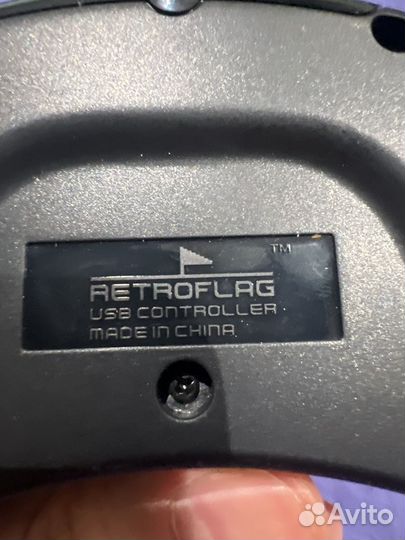 TM
RETROFLAG
USB CONTROLLER
MADE IN CHINA
Avito